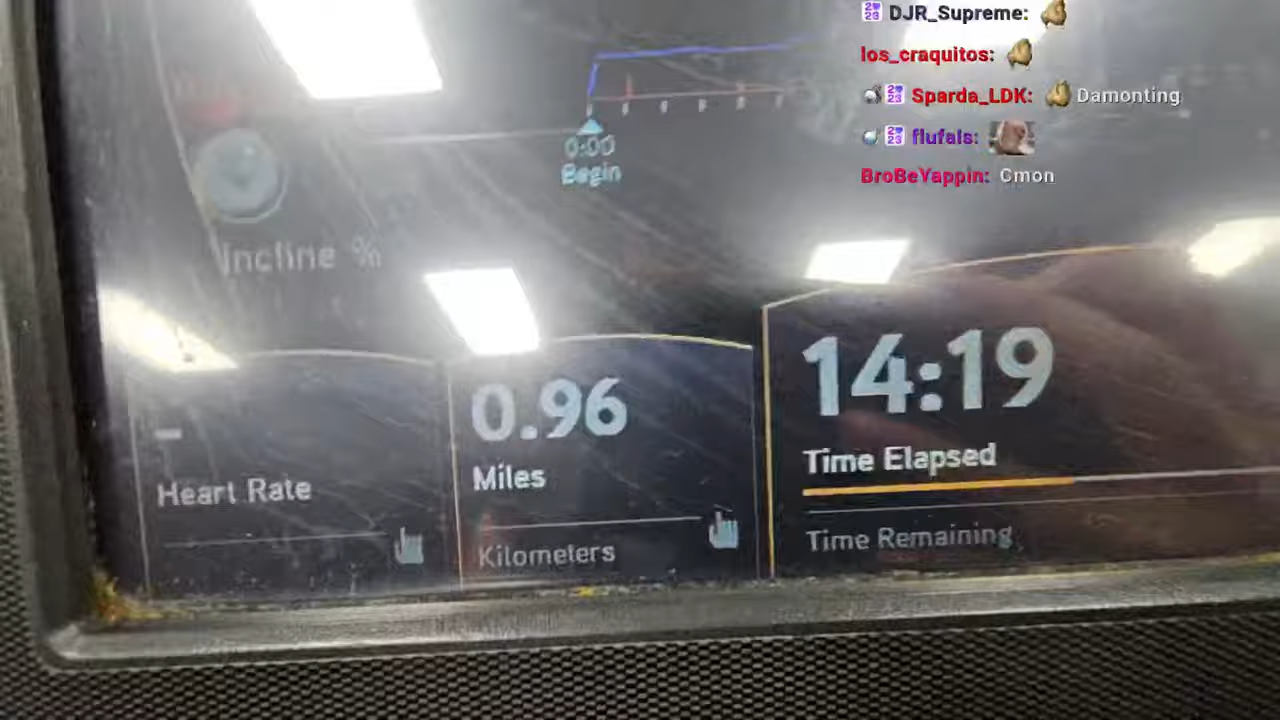 DJR_Supreme:
los_craquitos:
Sparda_LDK: Damonting
flufals:
BroBeYappin: Cmon
0:00
Begin
Incline %
14:19
Time Elapsed
Time Remaining
0.96
Miles
Kilometers
-
Heart Rate